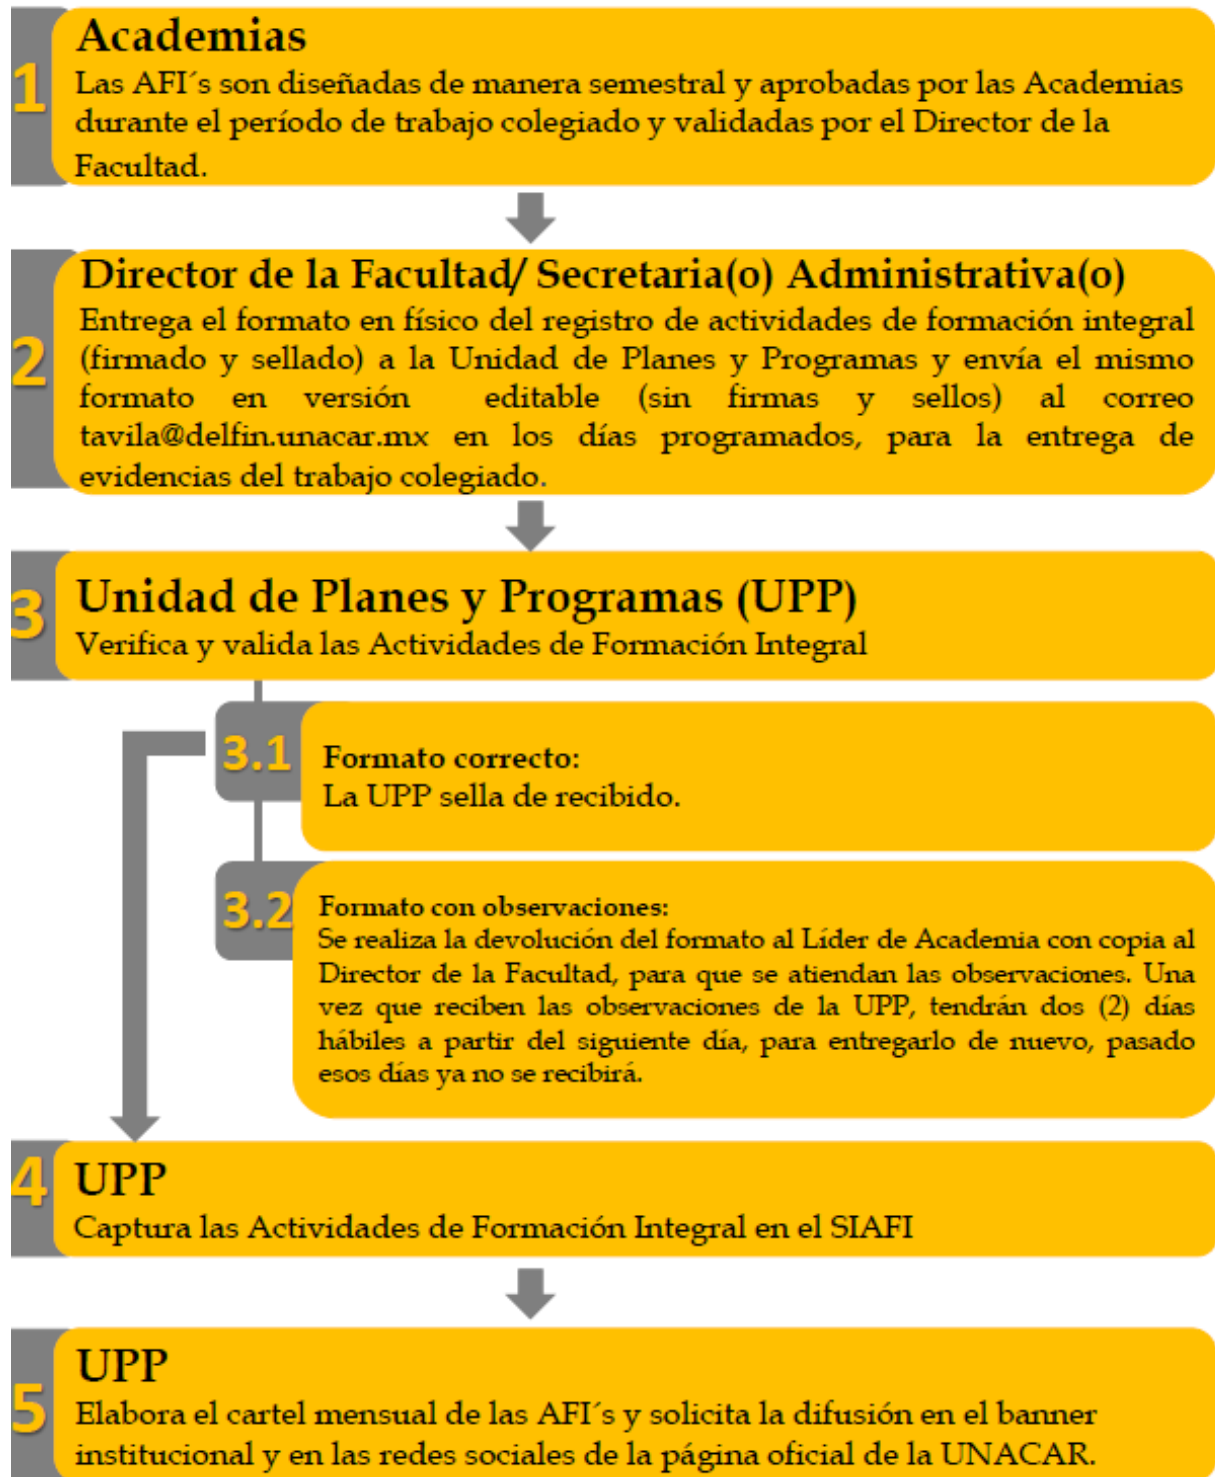 1
Academias
Las AFI´s son diseñadas de manera semestral y aprobadas por las Academias
durante el período de trabajo colegiado y validadas por el Director de la
Facultad.
2
Director de la Facultad/ Secretaria(o) Administrativa(o)
Entrega el formato en físico del registro de actividades de formación integral
(firmado y sellado) a la Unidad de Planes y Programas y envía el mismo
formato en versión editable (sin firmas y sellos) al correo
tavila@delfin.unacar.mx en los días programados, para la entrega de
evidencias del trabajo colegiado.
3
Unidad de Planes y Programas (UPP)
Verifica y valida las Actividades de Formación Integral
3.1
Formato correcto:
La UPP sella de recibido.
3.2
Formato con observaciones:
Se realiza la devolución del formato al Líder de Academia con copia al
Director de la Facultad, para que se atiendan las observaciones. Una
vez que reciben las observaciones de la UPP, tendrán dos (2) días
hábiles a partir del siguiente día, para entregarlo de nuevo, pasado
esos días ya no se recibirá.
4
UPP
Captura las Actividades de Formación Integral en el SIAFI
5
UPP
Elabora el cartel mensual de las AFI´s y solicita la difusión en el banner
institucional y en las redes sociales de la página oficial de la UNACAR.